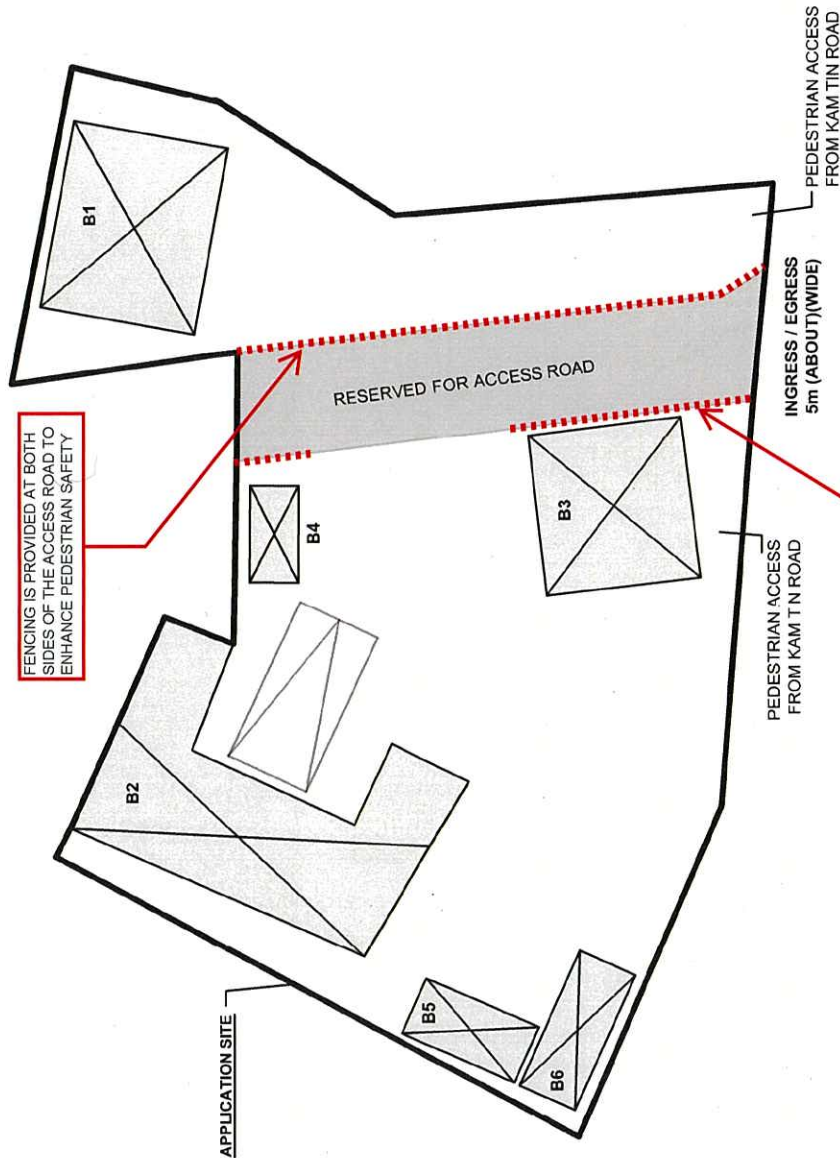 FENCING IS PROVIDED AT BOTH
SIDES OF THE ACCESS ROAD TO
ENHANCE PEDESTRIAN SAFETY
B1
RESERVED FOR ACCESS ROAD
PEDESTRIAN ACCESS
FROM KAM TIN ROAD
INGRESS / EGRESS
5m (ABOUT)(WIDE)
B4
B3
B2
PEDESTRIAN ACCESS
FROM KAM TIN ROAD
APPLICATION SITE
B5
B6